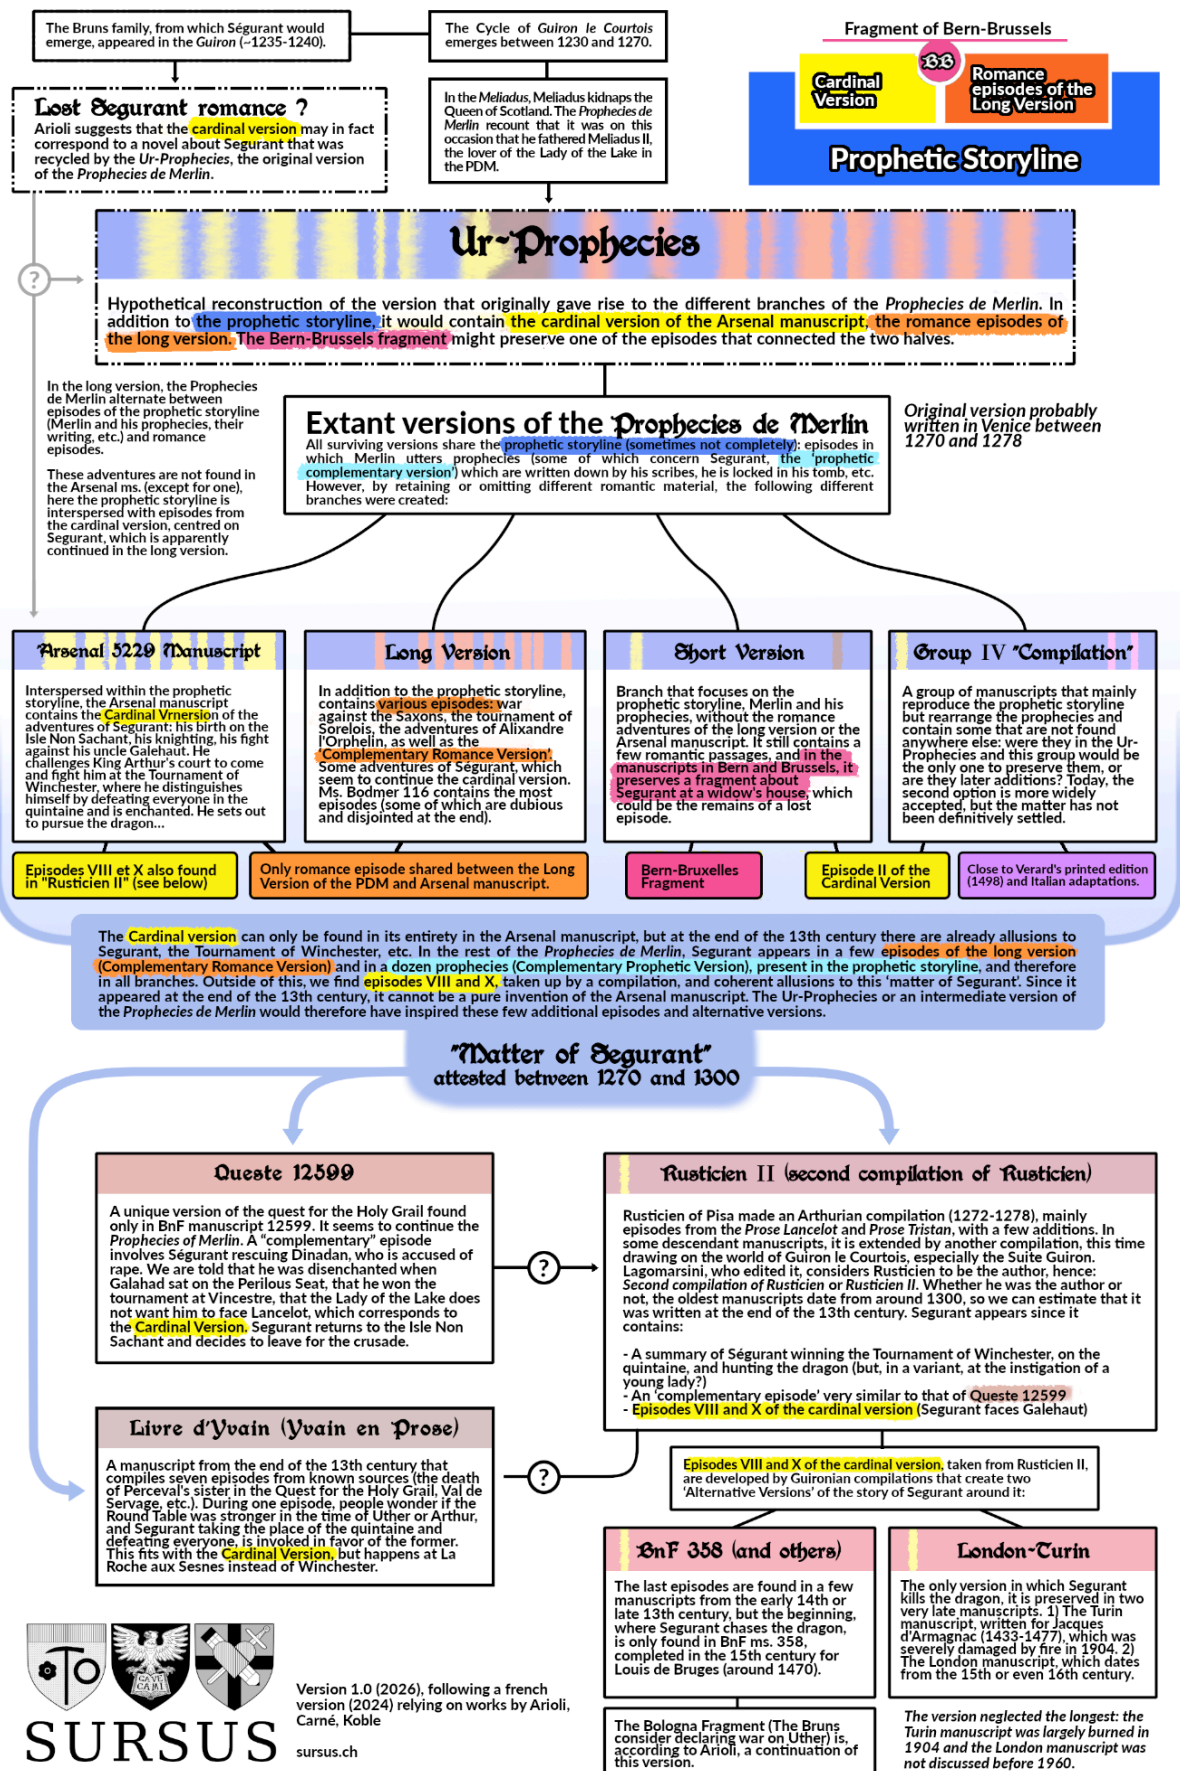 The Bruns family, from which Ségurant would
emerge, appeared in the Guiron (~1235-1240).
The Cycle of Guiron le Courtois
emerges between 1230 and 1270.
Fragment of Bern-Brussels
BB
Cardinal
Version
Romance
episodes of the
Long Version
Prophetic Storyline
Lost Segurant romance ?
Arioli suggests that the cardinal version may in fact
correspond to a novel about Segurant that was
recycled by the Ur-Prophecies, the original version
of the Prophecies de Merlin.
In the Meliadus, Meliadus kidnaps the
Queen of Scotland. The Prophecies de
Merlin recount that it was on this
occasion that he fathered Meliadus II,
the lover of the Lady of the Lake in
the PDM.
Ur-Prophecies
?
Hypothetical reconstruction of the version that originally gave rise to the different branches of the Prophecies de Merlin. In
addition to the prophetic storyline, it would contain the cardinal version of the Arsenal manuscript, the romance episodes of
the long version. The Bern-Brussels fragment might preserve one of the episodes that connected the two halves.
In the long version, the Prophecies
de Merlin alternate between
episodes of the prophetic storyline
(Merlin and his prophecies, their
writing, etc.) and romance
episodes.
These adventures are not found in
the Arsenal ms. (except for one),
here the prophetic storyline is
interspersed with episodes from
the cardinal version, centred on
Segurant, which is apparently
continued in the long version.
Extant versions of the Prophecies de Merlin
All surviving versions share the prophetic storyline (sometimes not completely): episodes in
which Merlin utters prophecies (some of which concern Segurant, the 'prophetic
complementary version') which are written down by his scribes, he is locked in his tomb, etc.
However, by retaining or omitting different romantic material, the following different
branches were created:
Original version probably
written in Venice between
1270 and 1278
Arsenal 5229 Manuscript
Interspersed within the prophetic
storyline, the Arsenal manuscript
contains the Cardinal Vrnersion of the
adventures of Segurant: his birth on the
Isle Non Sachant, his knighting, his fight
against his uncle Galehaut. He
challenges King Arthur's court to come
and fight him at the Tournament of
Winchester, where he distinguishes
himself by defeating everyone in the
quintaine and is enchanted. He sets out
to pursue the dragon...
Long Version
In addition to the prophetic storyline,
contains various episodes: war
against the Saxons, the tournament of
Sorelois, the adventures of Alixandre
l'Orphelin, as well as the
'Complementary Romance Version'.
Some adventures of Ségurant, which
seem to continue the cardinal version.
Ms. Bodmer 116 contains the most
episodes (some of which are dubious
and disjointed at the end).
Short Version
Branch that focuses on the
prophetic storyline, Merlin and his
prophecies, without the romance
adventures of the long version or the
Arsenal manuscript. It still contains a
few romantic passages, and in the
manuscripts in Bern and Brussels, it
preserves a fragment about
Segurant at a widow's house, which
could be the remains of a lost
episode.
Group IV "Compilation"
A group of manuscripts that mainly
reproduce the prophetic storyline
but rearrange the prophecies and
contain some that are not found
anywhere else: were they in the Ur-
Prophecies and this group would be
the only one to preserve them, or
are they later additions? Today, the
second option is more widely
accepted, but the matter has not
been definitively settled.
Episodes VIII et X also found
in "Rusticien II" (see below)
Only romance episode shared between the Long
Version of the PDM and Arsenal manuscript.
Bern-Bruxelles
Fragment
Episode II of the
Cardinal Version
Close to Verard's printed edition
(1498) and Italian adaptations.
The Cardinal version can only be found in its entirety in the Arsenal manuscript, but at the end of the 13th century there are already allusions to
Segurant, the Tournament of Winchester, etc. In the rest of the Prophecies de Merlin, Segurant appears in a few episodes of the long version
(Complementary Romance Version) and in a dozen prophecies (Complementary Prophetic Version), present in the prophetic storyline, and therefore
in all branches. Outside of this, we find episodes VIII and X, taken up by a compilation, and coherent allusions to this 'matter of Segurant'. Since it
appeared at the end of the 13th century, it cannot be a pure invention of the Arsenal manuscript. The Ur-Prophecies or an intermediate version of
the Prophecies de Merlin would therefore have inspired these few additional episodes and alternative versions.
"Matter of Segurant"
attested between 1270 and 1300
Queste 12599
A unique version of the quest for the Holy Grail found
only in BnF manuscript 12599. It seems to continue the
Prophecies of Merlin. A "complementary" episode
involves Ségurant rescuing Dinadan, who is accused of
rape. We are told that he was disenchanted when
Galahad sat on the Perilous Seat, that he won the
tournament at Vincestre, that the Lady of the Lake does
not want him to face Lancelot, which corresponds to
the Cardinal Version. Segurant returns to the Isle Non
Sachant and decides to leave for the crusade.
?
Rusticien II (second compilation of Rusticien)
Rusticien of Pisa made an Arthurian compilation (1272-1278), mainly
episodes from the Prose Lancelot and Prose Tristan, with a few additions. In
some descendant manuscripts, it is extended by another compilation, this time
drawing on the world of Guiron le Courtois, especially the Suite Guiron.
Lagomarsini, who edited it, considers Rusticien to be the author, hence:
Second compilation of Rusticien or Rusticien II. Whether he was the author or
not, the oldest manuscripts date from around 1300, so we can estimate that it
was written at the end of the 13th century. Segurant appears since it
contains:
- A summary of Ségurant winning the Tournament of Winchester, on the
quintaine, and hunting the dragon (but, in a variant, at the instigation of a
young lady?)
- An 'complementary episode' very similar to that of Queste 12599
- Episodes VIII and X of the cardinal version (Segurant faces Galehaut)
Livre d'Yvain (Yvain en Prose)
A manuscript from the end of the 13th century that
compiles seven episodes from known sources (the death
of Perceval's sister in the Quest for the Holy Grail, Val de
Servage, etc.). During one episode, people wonder if the
Round Table was stronger in the time of Uther or Arthur,
and Segurant taking the place of the quintaine and
defeating everyone, is invoked in favor of the former.
This fits with the Cardinal Version, but happens at La
Roche aux Sesnes instead of Winchester.
?
Episodes VIII and X of the cardinal version, taken from Rusticien II,
are developed by Guironian compilations that create two
'Alternative Versions' of the story of Segurant around it:
BnF 358 (and others)
The last episodes are found in a few
manuscripts from the early 14th or
late 13th century, but the beginning,
where Segurant chases the dragon,
is only found in BnF ms. 358,
completed in the 15th century for
Louis de Bruges (around 1470).
London-Turin
The only version in which Segurant
kills the dragon, it is preserved in two
very late manuscripts. 1) The Turin
manuscript, written for Jacques
d'Armagnac (1433-1477), which was
severely damaged by fire in 1904. 2)
The London manuscript, which dates
from the 15th or even 16th century.
The Bologna Fragment (The Bruns
consider declaring war on Uther) is,
according to Arioli, a continuation of
this version.
The version neglected the longest: the
Turin manuscript was largely burned in
1904 and the London manuscript was
not discussed before 1960.
CAVE
CAMI
SURSUS
Version 1.0 (2026), following a french
version (2024) relying on works by Arioli,
Carné, Koble
sursus.ch